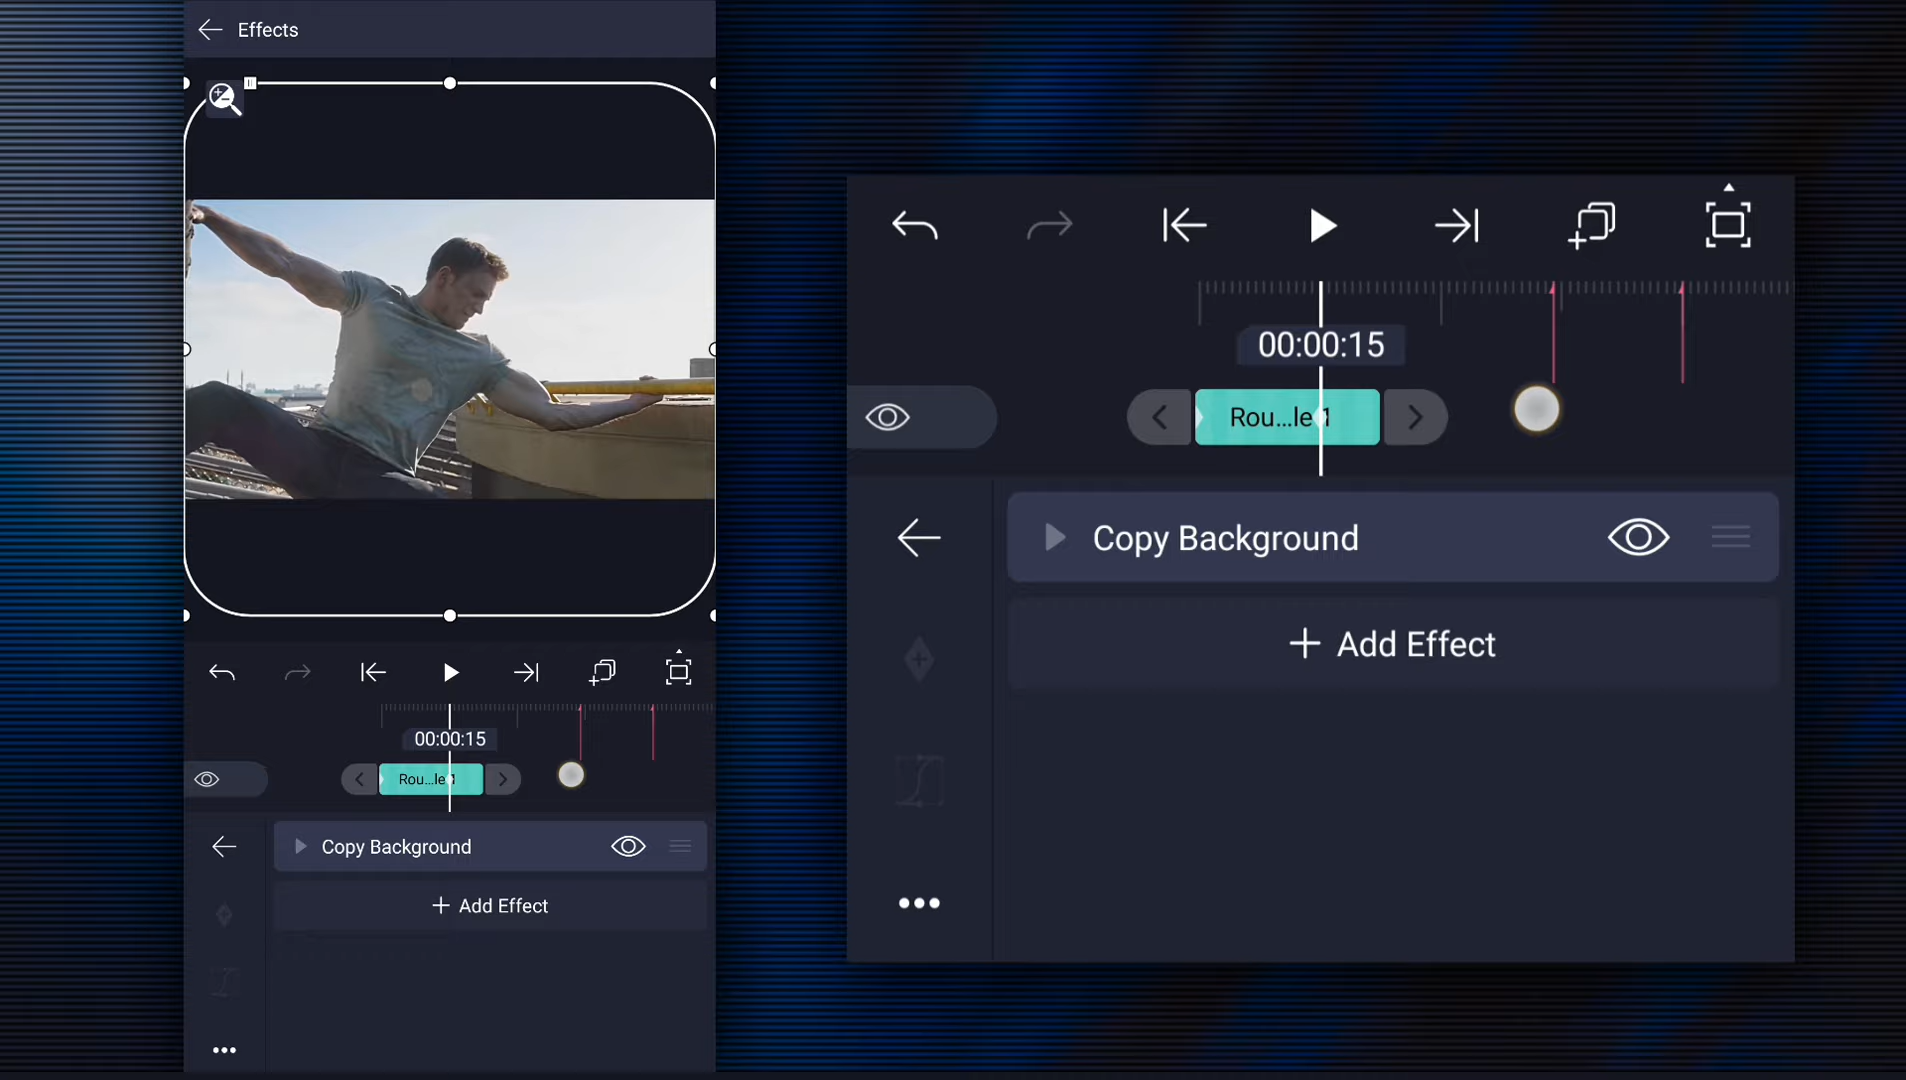 Effects
00:00:15
Rou...le 1
Copy Background
+ Add Effect
00:00:15
Rou...le 1
Copy Background
+ Add Effect